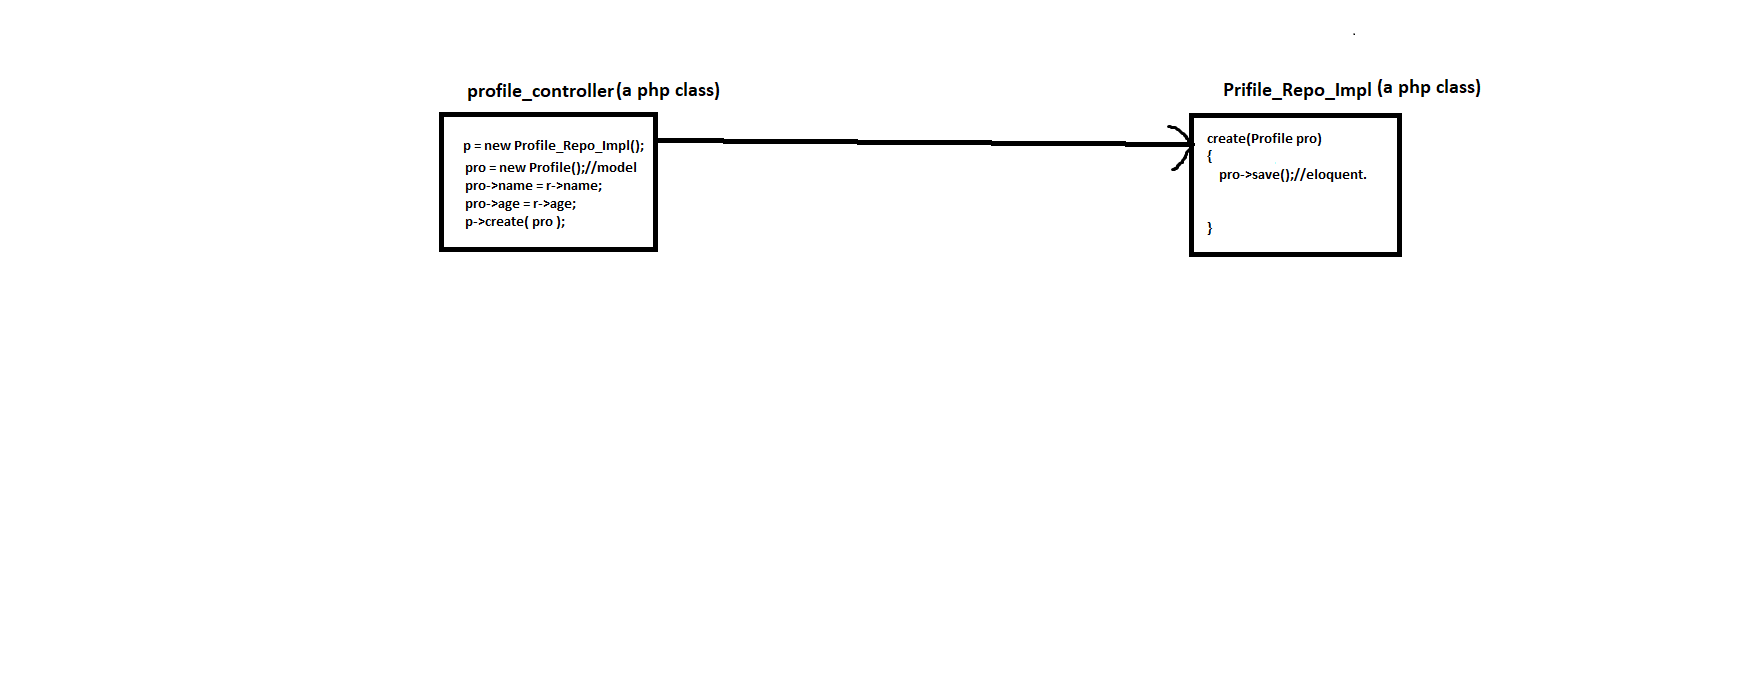 profile_controller(a php class)
p = new Profile_Repo_Impl();
pro = new Profile();//model
pro->name = r->name;
pro->age = r->age;
p->create( pro );
Prifile_Repo_Impl (a php class)
create(Profile pro)
{
pro->save();//eloquent.
}